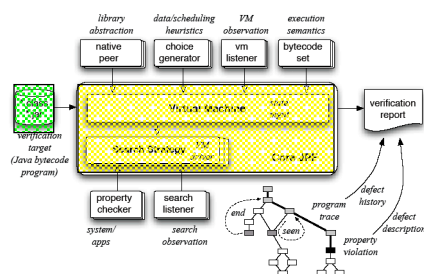 library
abstraction
data/scheduling
heuristics
VM
observation
execution
semantics
native
peer
choice
generator
vm
listener
bytecode
set
class
jar
Virtual Machine
state
mgnt
verification
report
verification
target
(Java bytecode
program)
Search Strategy
VM
driver
Core JPF
property
checker
search
listener
system/
apps
search
observation
program
trace
defect
history
defect
description
property
violation
end
seen